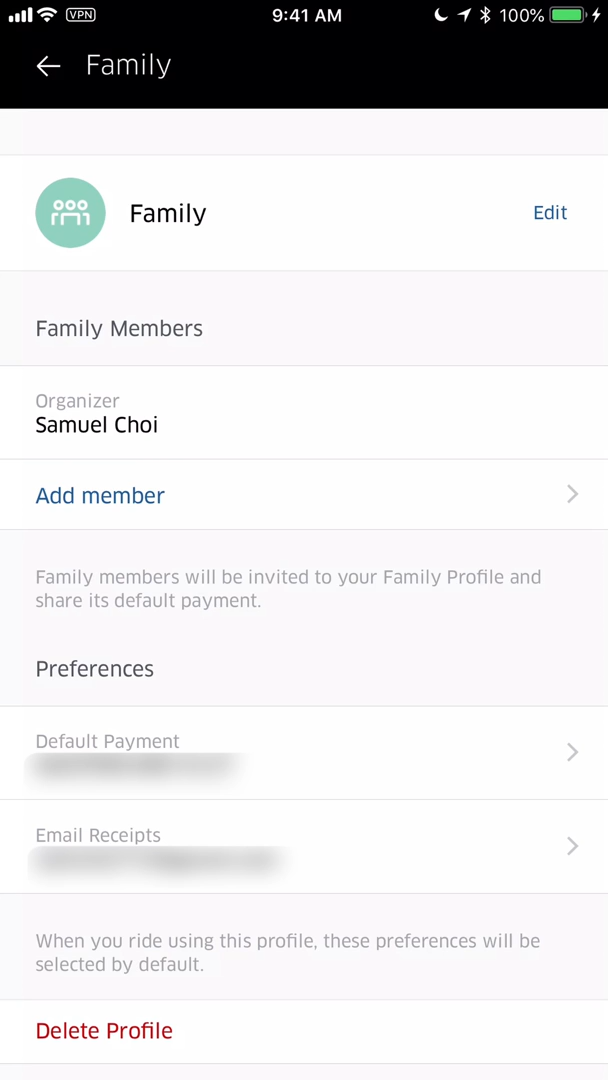 VPN
9:41 AM
100%
Family
Family
Edit
Family Members
Organizer
Samuel Choi
Add member
Family members will be invited to your Family Profile and
share its default payment.
Preferences
Default Payment
Email Receipts
When you ride using this profile, these preferences will be
selected by default.
Delete Profile